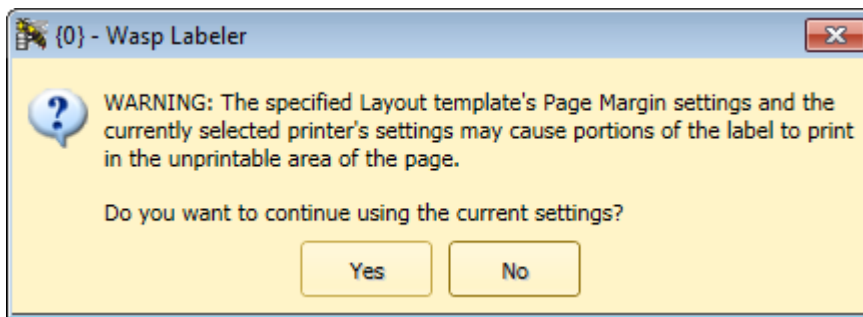 {0} - Wasp Labeler
WARNING: The specified Layout template's Page Margin settings and the
currently selected printer's settings may cause portions of the label to print
in the unprintable area of the page.
Do you want to continue using the current settings?
Yes No